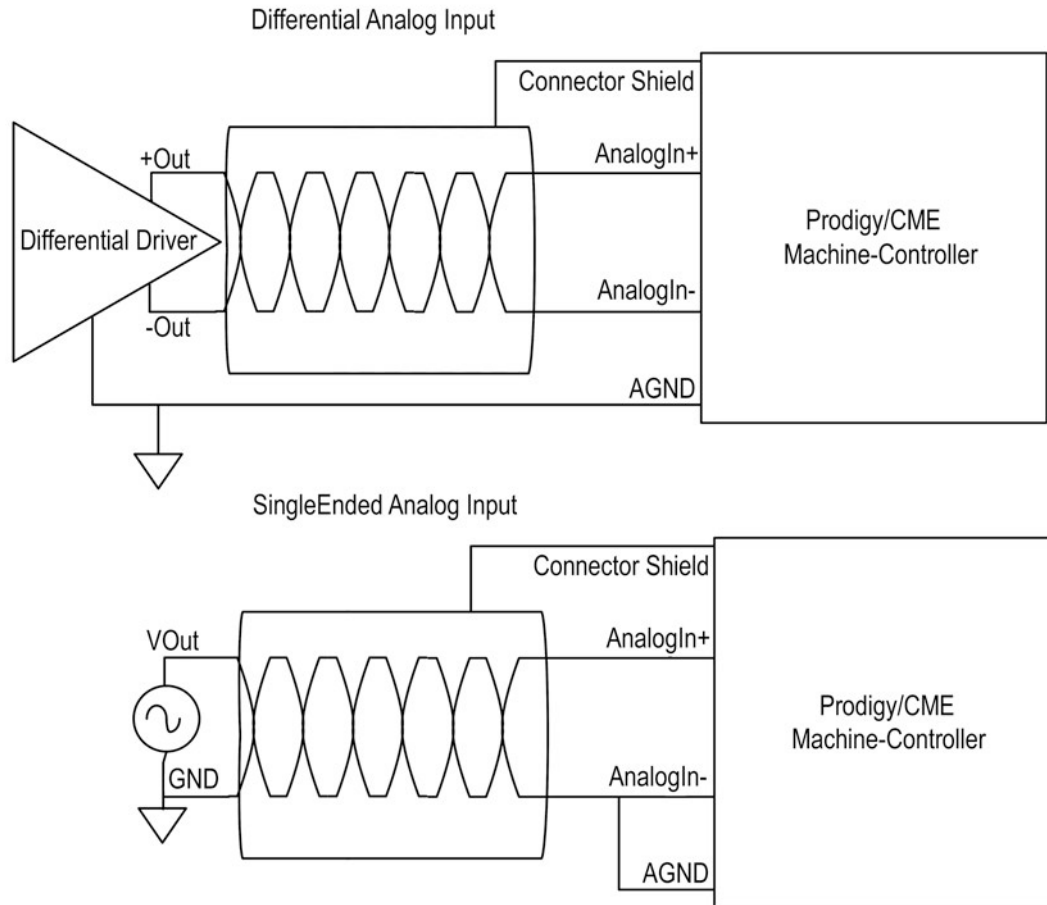 Differential Analog Input
Connector Shield
+Out
AnalogIn+
Differential Driver
Prodigy/CME
Machine-Controller
AnalogIn-
-Out
AGND
SingleEnded Analog Input
Connector Shield
VOut
AnalogIn+
Prodigy/CME
Machine-Controller
GND
AnalogIn-
AGND